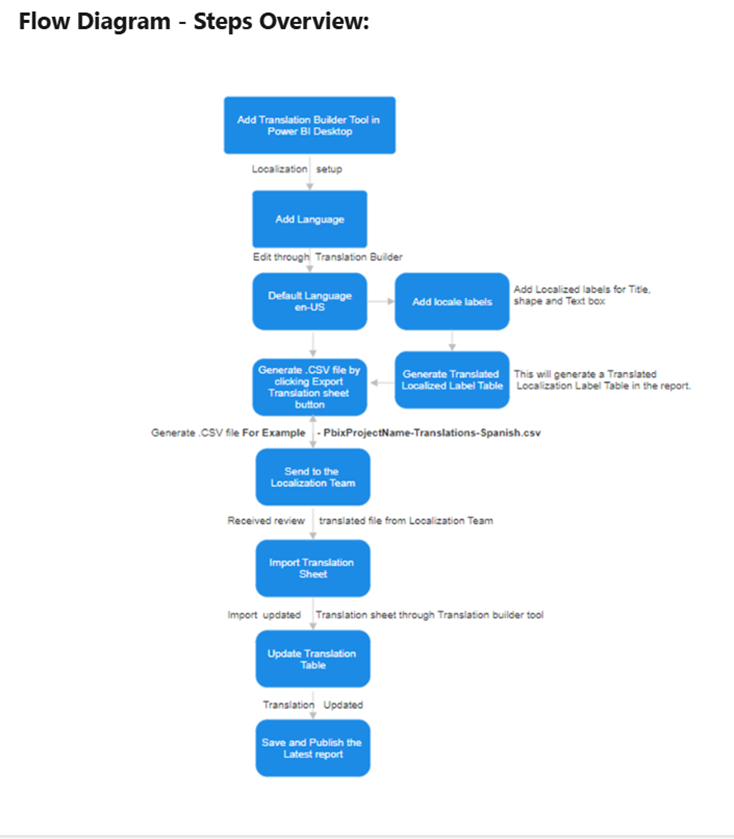 Flow Diagram - Steps Overview:
Add Translation Builder Tool in
Power BI Desktop
Localization setup
Add Language
Edit through Translation Builder
Default Language
en-US
Add locale labels
Add Localized labels for Title,
shape and Text box
Generate .CSV file by
clicking Export
Translation sheet
button
Generate Translated
Localized Label Table
This will generate a Translated
Localization Label Table in the report.
Generate .CSV file For Example - PbixProjectName-Translations-Spanish.csv
Send to the
Localization Team
Received review translated file from Localization Team
Import Translation
Sheet
Import updated Translation sheet through Translation builder tool
Update Translation
Table
Translation Updated
Save and Publish the
Latest report